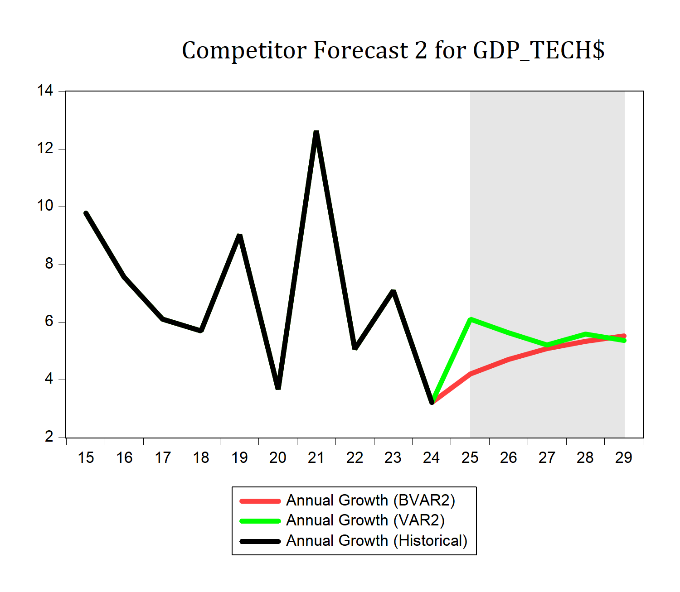 Competitor Forecast 2 for GDP_TECH$
14
12
10
8
6
4
2
15 16 17 18 19 20 21 22 23 24 25 26 27 28 29
Annual Growth (BVAR2)
Annual Growth (VAR2)
Annual Growth (Historical)